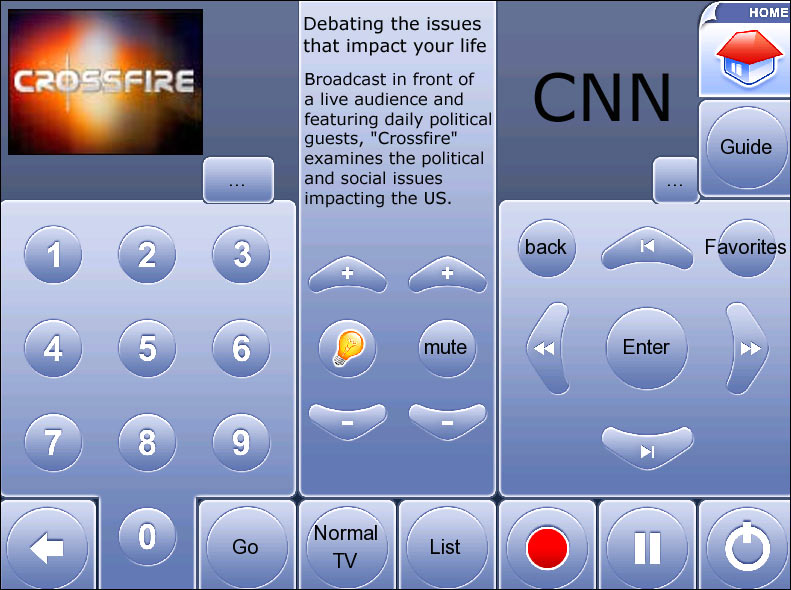 CROSSFIRE
Debating the issues
that impact your life
Broadcast in front of
a live audience and
featuring daily political
guests, "Crossfire"
examines the political
and social issues
impacting the US.
CNN
HOME
Guide
...
...
1 2 3
4 5 6
7 8 9
0
+ +
mute
- -
back
Favorites
Enter
Go
Normal
TV
List